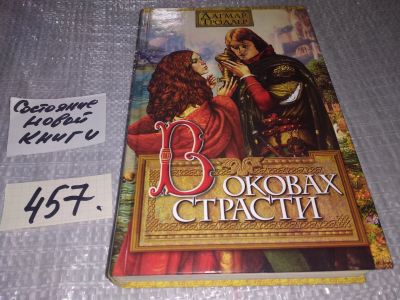 ДАГМАР
ТРОДЛЕР
В ОКОВАХ
СТРАСТИ
Состояние
новой
книги
457.